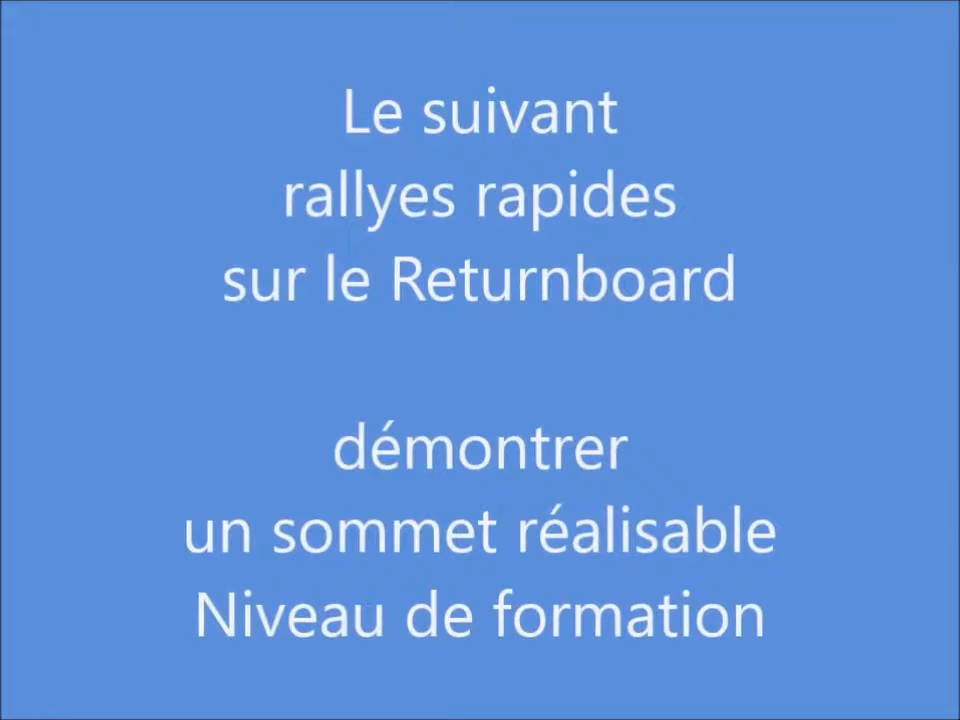 Le suivant
rallyes rapides
sur le Returnboard
démontrer
un sommet réalisable
Niveau de formation